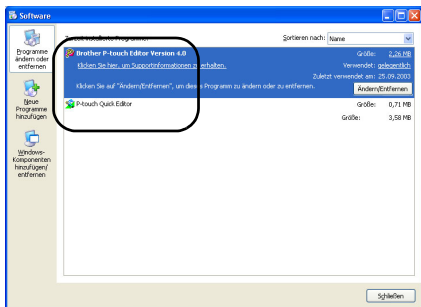 Software
Programme ändern oder entfernen
Neue Programme hinzufügen
Windows-Komponenten hinzufügen/ entfernen
Zurzeit installierte Programme:
Sortieren nach: Name
Brother P-touch Editor Version 4.0
Größe: 2,26 MB
Klicken Sie hier, um Supportinformationen zu erhalten.
Verwendet: gelegentlich
Zuletzt verwendet am: 25.09.2003
Klicken Sie auf "Ändern/Entfernen", um dieses Programm zu ändern oder zu entfernen.
Ändern/Entfernen
P-touch Quick Editor
Größe: 0,71 MB
Größe: 3,58 MB
Schließen